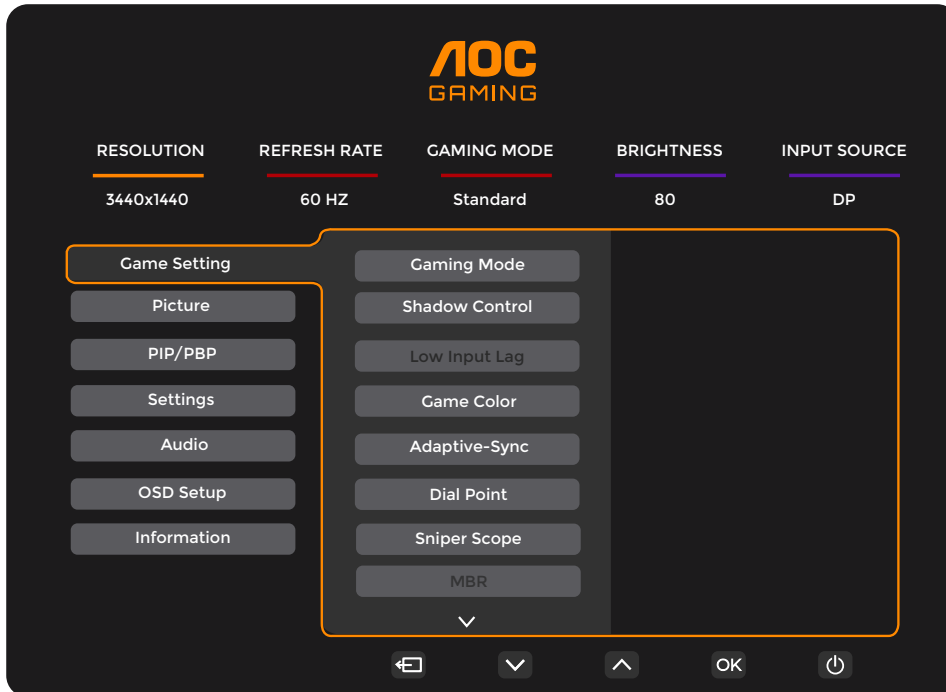 AOC
GAMING
RESOLUTION REFRESH RATE GAMING MODE BRIGHTNESS INPUT SOURCE
3440x1440 60 HZ Standard 80 DP
Game Setting
Picture
PIP/PBP
Settings
Audio
OSD Setup
Information
Gaming Mode
Shadow Control
Low Input Lag
Game Color
Adaptive-Sync
Dial Point
Sniper Scope
MBR
OK